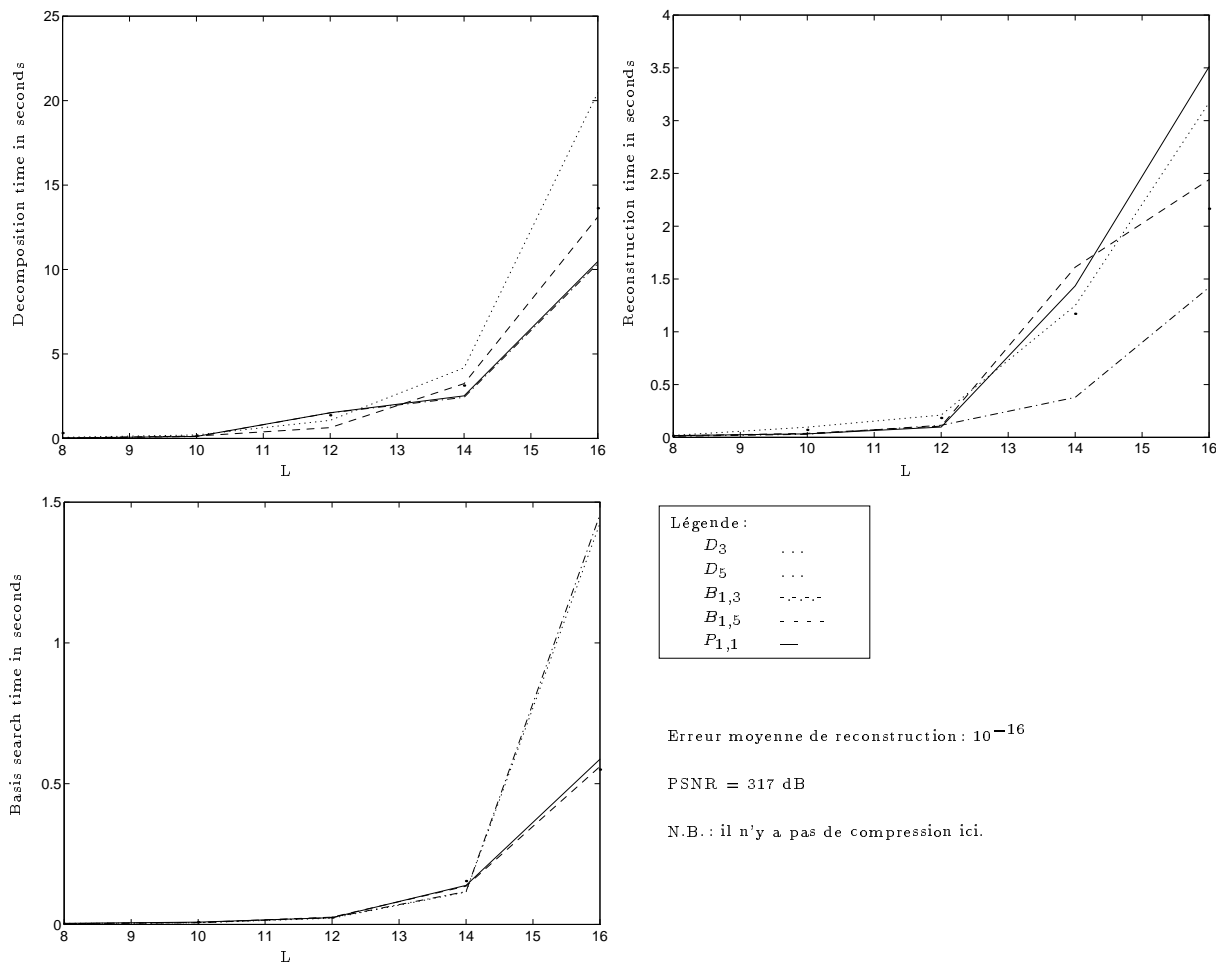 25
20
15
10
5
0
8 9 10 11 12 13 14 15 16
L
Decomposition time in seconds
4
3.5
3
2.5
2
1.5
1
0.5
0
8 9 10 11 12 13 14 15 16
L
Reconstruction time in seconds
1.5
1
0.5
0
8 9 10 11 12 13 14 15 16
L
Basis search time in seconds
Légende:
D3
D5
B1,3
B1,5
P1,1
Erreur moyenne de reconstruction: 10−16
PSNR = 317 dB
N.B.: il n'y a pas de compression ici.